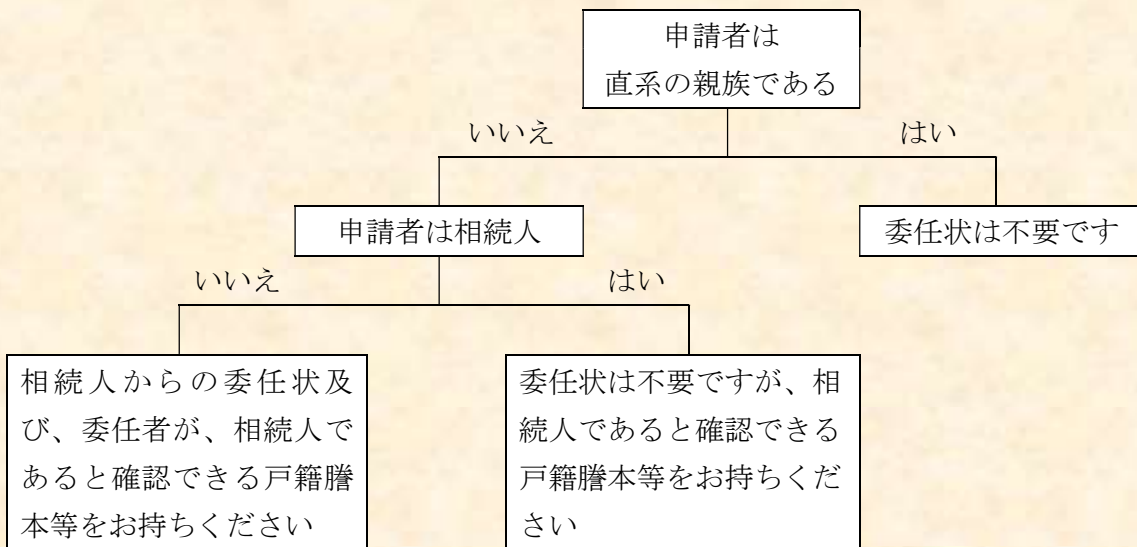 申請者は
直系の親族である
いいえ
はい
申請者は相続人
委任状は不要です
いいえ
はい
相続人からの委任状及
び、委任者が、相続人で
あると確認できる戸籍謄
本等をお持ちください
委任状は不要ですが、相
続人であると確認できる
戸籍謄本等をお持ちくだ
さい